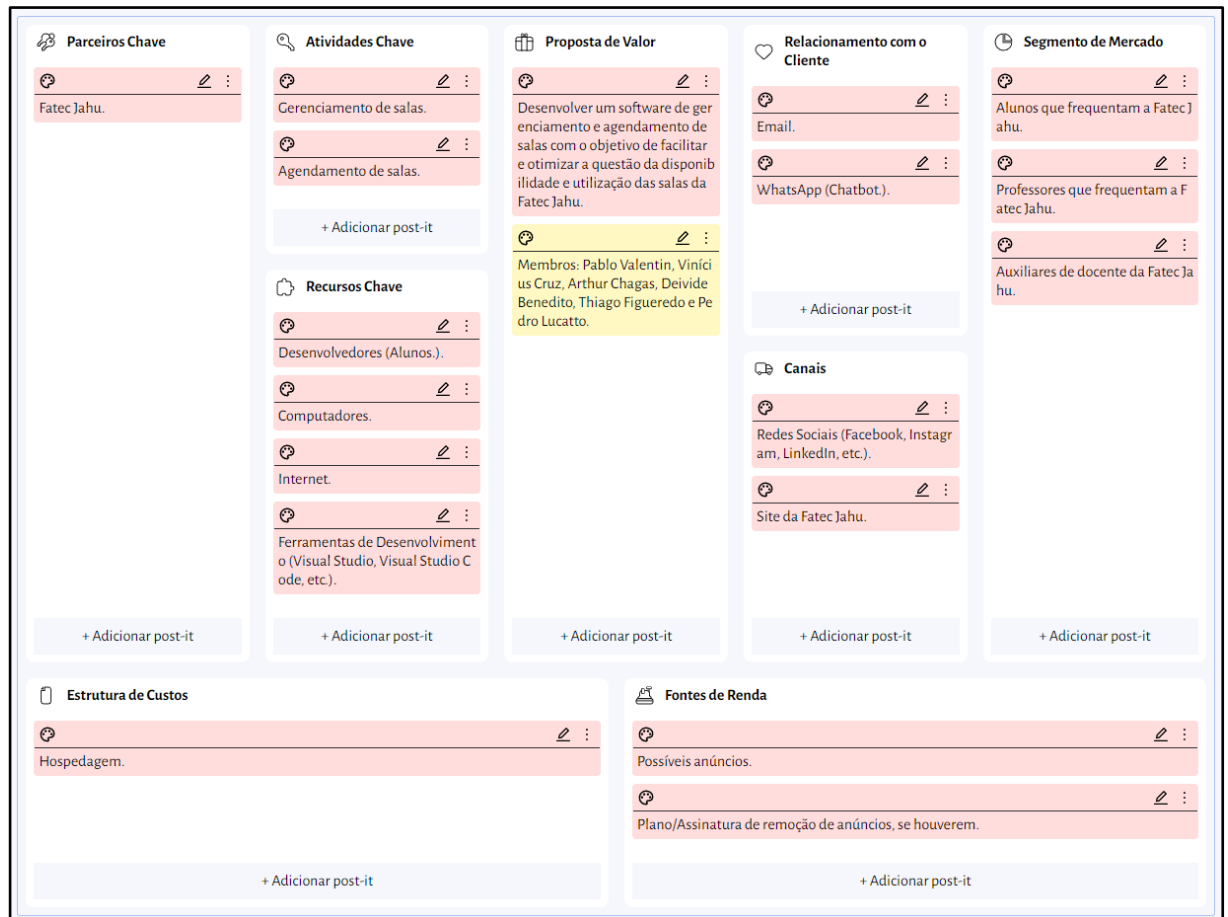 Parceiros Chave
Fatec Jahu.
+ Adicionar post-it
Atividades Chave
Gerenciamento de salas.
Agendamento de salas.
+ Adicionar post-it
Recursos Chave
Desenvolvedores (Alunos.).
Computadores.
Internet.
Ferramentas de Desenvolviment
o (Visual Studio, Visual Studio C
ode, etc.).
+ Adicionar post-it
Proposta de Valor
Desenvolver um software de ger
enciamento e agendamento de
salas com o objetivo de facilitar
e otimizar a questão da disponib
ilidade e utilização das salas da
Fatec Jahu.
Membros: Pablo Valentin, Viníci
us Cruz, Arthur Chagas, Deivide
Benedito, Thiago Figueredo e Pe
dro Lucatto.
+ Adicionar post-it
Relacionamento com o
Cliente
Email.
WhatsApp (Chatbot.).
+ Adicionar post-it
Canais
Redes Sociais (Facebook, Instagr
am, LinkedIn, etc.).
Site da Fatec Jahu.
+ Adicionar post-it
Segmento de Mercado
Alunos que frequentam a Fatec J
ahu.
Professores que frequentam a F
atec Jahu.
Auxiliares de docente da Fatec Ja
hu.
+ Adicionar post-it
Estrutura de Custos
Hospedagem.
+ Adicionar post-it
Fontes de Renda
Possíveis anúncios.
Plano/Assinatura de remoção de anúncios, se houverem.
+ Adicionar post-it